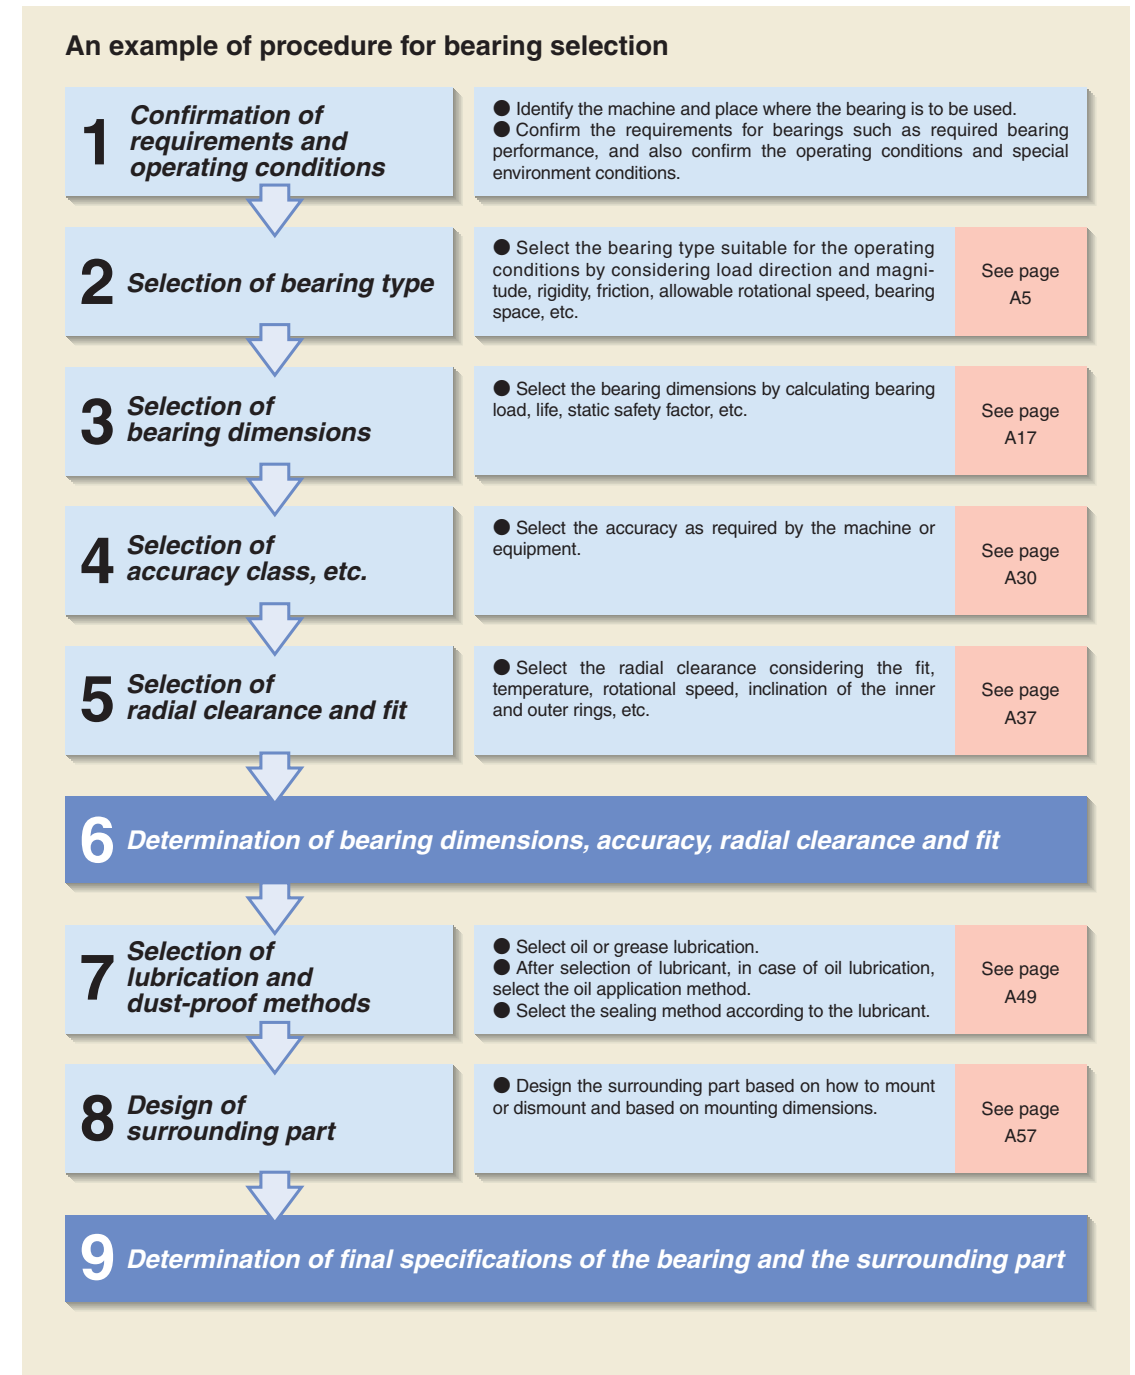 An example of procedure for bearing selection
1
Confirmation of
requirements and
operating conditions
● Identify the machine and place where the bearing is to be used.
● Confirm the requirements for bearings such as required bearing
performance, and also confirm the operating conditions and special
environment conditions.
2
Selection of bearing type
● Select the bearing type suitable for the operating
conditions by considering load direction and magni-
tude, rigidity, friction, allowable rotational speed, bearing
space, etc.
See page
A5
3
Selection of
bearing dimensions
● Select the bearing dimensions by calculating bearing
load, life, static safety factor, etc.
See page
A17
4
Selection of
accuracy class, etc.
● Select the accuracy as required by the machine or
equipment.
See page
A30
5
Selection of
radial clearance and fit
● Select the radial clearance considering the fit,
temperature, rotational speed, inclination of the inner
and outer rings, etc.
See page
A37
6
Determination of bearing dimensions, accuracy, radial clearance and fit
7
Selection of
lubrication and
dust-proof methods
● Select oil or grease lubrication.
● After selection of lubricant, in case of oil lubrication,
select the oil application method.
● Select the sealing method according to the lubricant.
See page
A49
8
Design of
surrounding part
● Design the surrounding part based on how to mount
or dismount and based on mounting dimensions.
See page
A57
9
Determination of final specifications of the bearing and the surrounding part